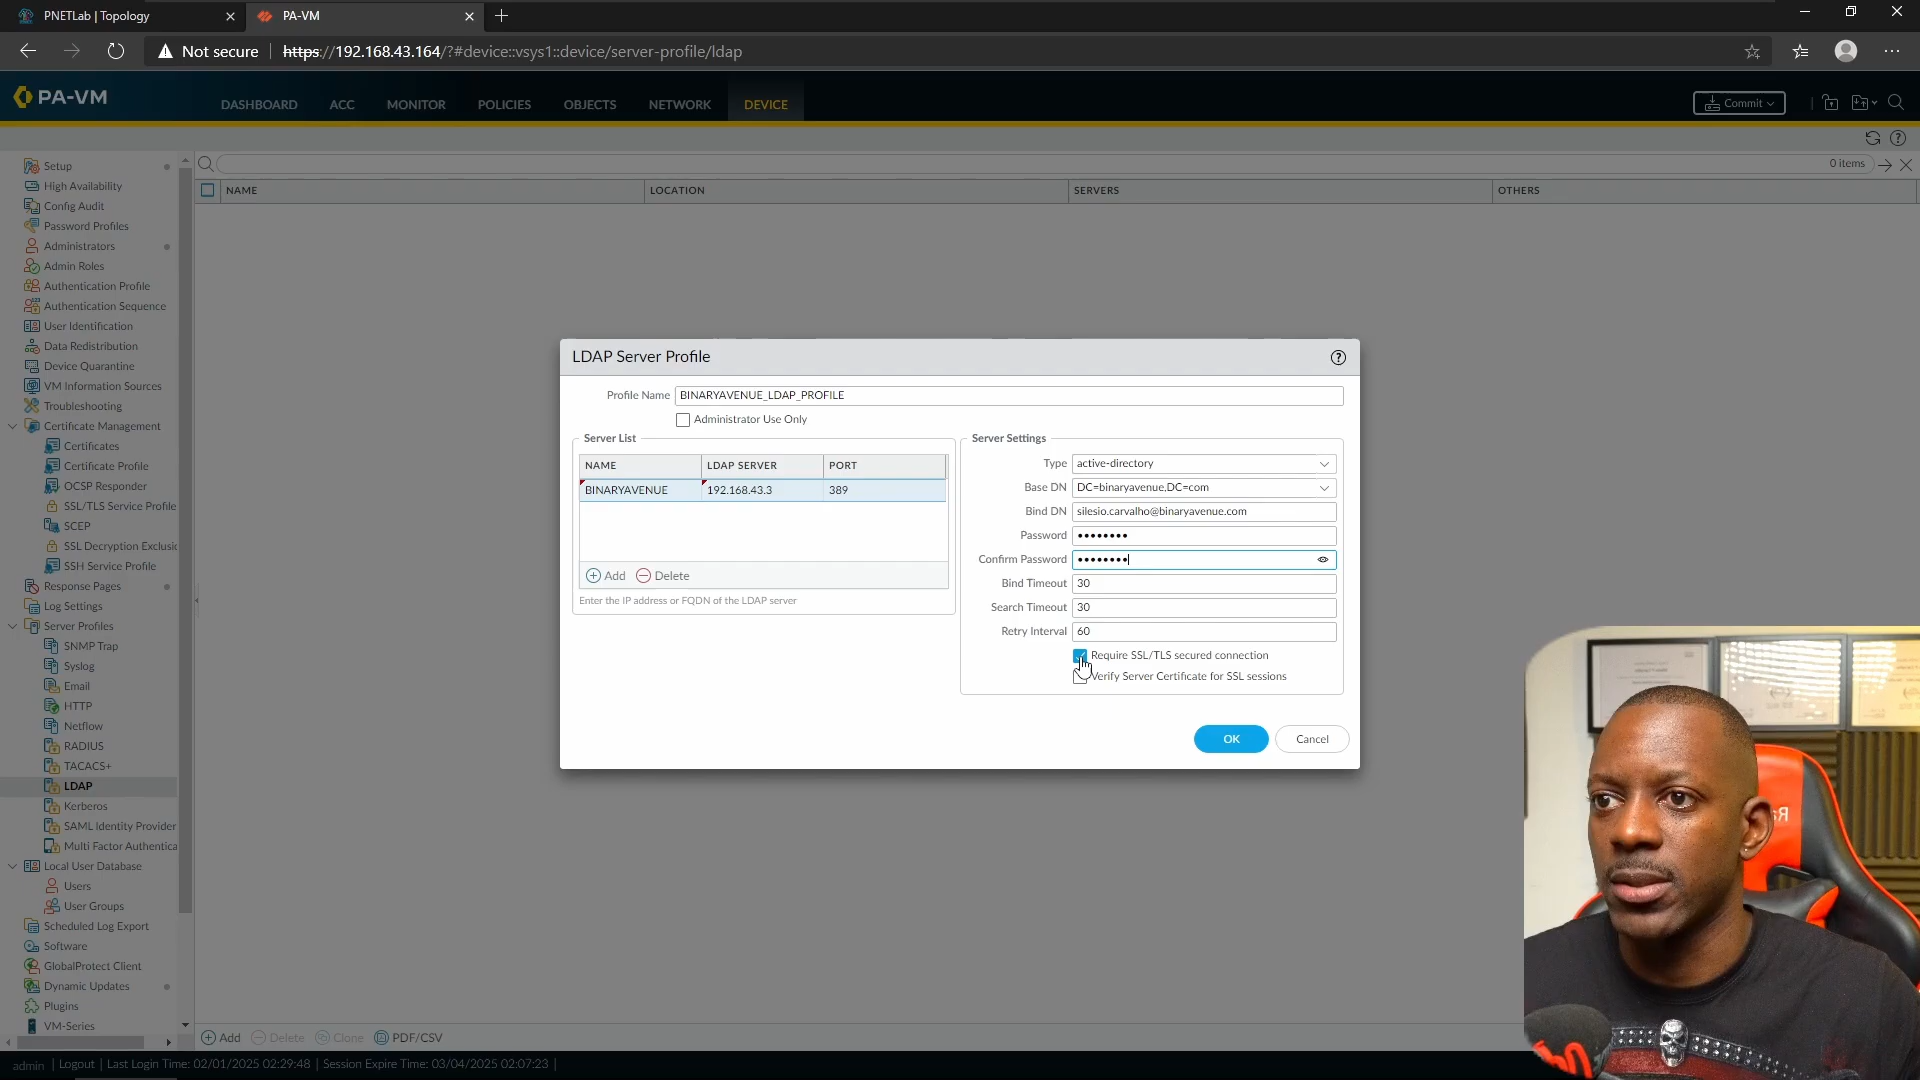 PNETLab | Topology
PA-VM
Not secure
https://192.168.43.164/?#device::vsys1::device/server-profile/ldap
PA-VM
DASHBOARD
ACC
MONITOR
POLICIES
OBJECTS
NETWORK
DEVICE
Commit
0 items
NAME
LOCATION
SERVERS
OTHERS
Setup
High Availability
Config Audit
Password Profiles
Administrators
Admin Roles
Authentication Profile
Authentication Sequence
User Identification
Data Redistribution
Device Quarantine
VM Information Sources
Troubleshooting
Certificate Management
Certificates
Certificate Profile
OCSP Responder
SSL/TLS Service Profile
SCEP
SSL Decryption Exclusi
SSH Service Profile
Response Pages
Log Settings
Server Profiles
SNMP Trap
Syslog
Email
HTTP
Netflow
RADIUS
TACACS+
LDAP
Kerberos
SAML Identity Provider
Multi Factor Authentica
Local User Database
Users
User Groups
Scheduled Log Export
Software
GlobalProtect Client
Dynamic Updates
Plugins
VM-Series
LDAP Server Profile
Profile Name BINARYAVENUE_LDAP_PROFILE
Administrator Use Only
Server List
NAME LDAP SERVER PORT
BINARYAVENUE 192.168.43.3 389
Add Delete
Enter the IP address or FQDN of the LDAP server
Server Settings
Type active-directory
Base DN DC=binaryavenue,DC=com
Bind DN silesio.carvalho@binaryavenue.com
Password ••••••••
Confirm Password ••••••••
Bind Timeout 30
Search Timeout 30
Retry Interval 60
Require SSL/TLS secured connection
Verify Server Certificate for SSL sessions
OK
Cancel
Add Delete Clone PDF/CSV
admin | Logout | Last Login Time: 02/01/2025 02:29:48 | Session Expire Time: 03/04/2025 02:07:23 |